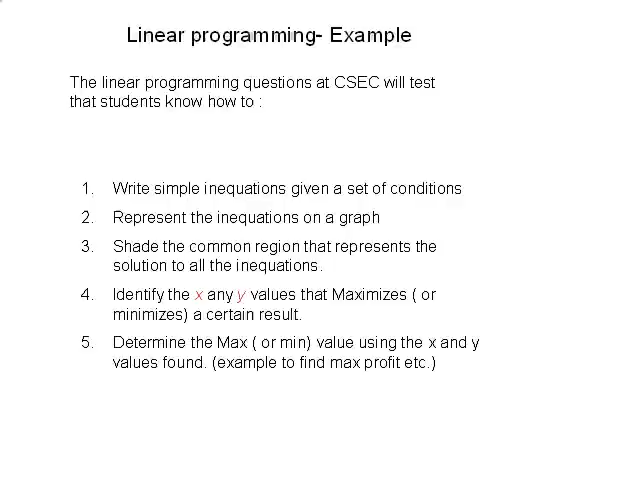 Linear programming- Example
The linear programming questions at CSEC will test
that students know how to :
1. Write simple inequations given a set of conditions
2. Represent the inequations on a graph
3. Shade the common region that represents the
solution to all the inequations.
4. Identify the x any y values that Maximizes ( or
minimizes) a certain result.
5. Determine the Max ( or min) value using the x and y
values found. (example to find max profit etc.)